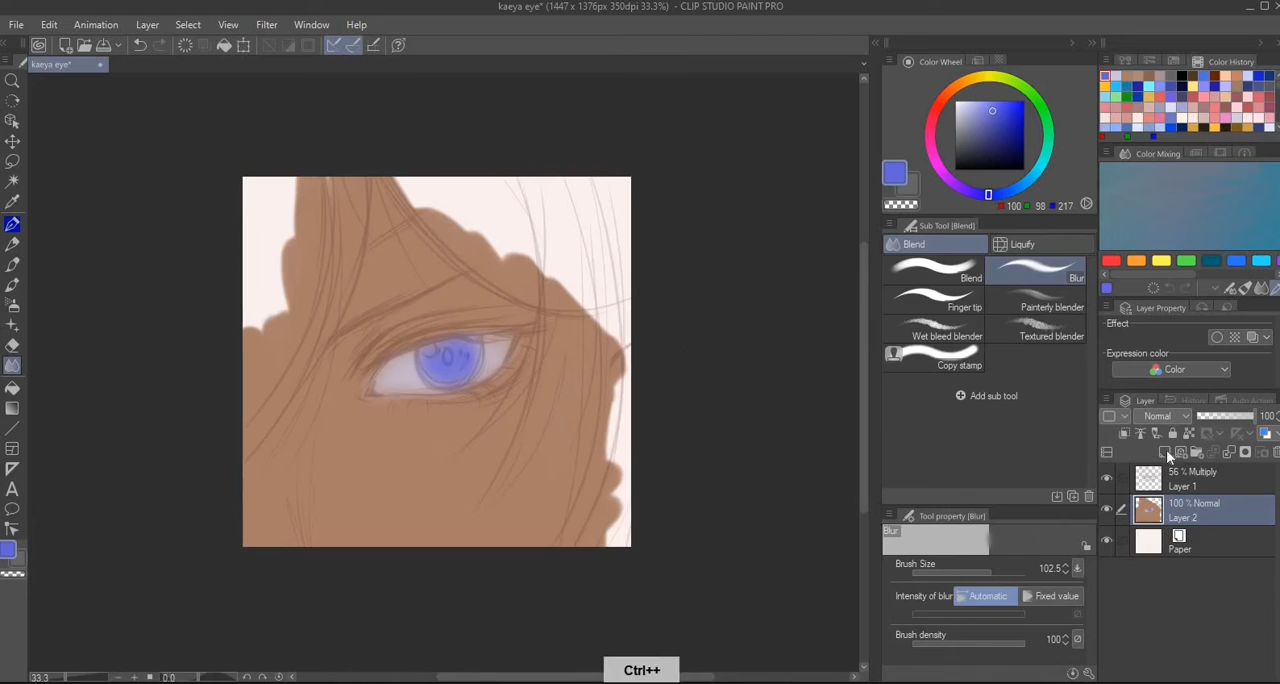 kaeya eye* (1447 x 1376px 350dpi 33.3%) - CLIP STUDIO PAINT PRO
File Edit Animation Layer Select View Filter Window Help
kaeya eye*
Color Wheel
Color History
Color Mixing
100 98 217
Sub Tool [Blend]
Blend Liquify
Blend Blur
Finger tip Painterly blender
Wet bleed blender Textured blender
Copy stamp
Add sub tool
Layer Property
Effect
Expression color
Color
Layer History Auto Action
Normal 100
56 % Multiply
Layer 1
100 % Normal
Layer 2
Paper
Tool property [Blur]
Blur
Brush Size 102.5
Intensity of blur Automatic Fixed value
Brush density 100
33.3 0.0
Ctrl++